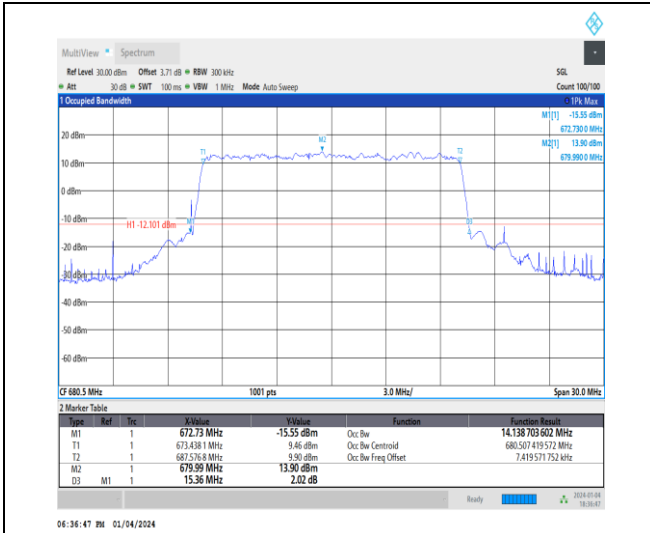 MultiView Spectrum
Ref Level 30.00 dBm Offset 3.71 dB RBW 300 kHz SGL
Att 30 dB SWT 100 ms VBW 1 MHz Mode Auto Sweep Count 100/100
1 Occupied Bandwidth 1Pk Max
M1[1] -15.55 dBm
672.730 0 MHz
M2[1] 13.90 dBm
679.990 0 MHz
20 dBm
M2
T1
T2
10 dBm
0 dBm
-10 dBm
H1 -12.101 dBm
M1
D3
-30 dBm
-40 dBm
-50 dBm
-60 dBm
CF 680.5 MHz 1001 pts 3.0 MHz/ Span 30.0 MHz
2 Marker Table
Type Ref Trc X-Value Y-Value Function Function Result
M1 1 672.73 MHz -15.55 dBm Occ Bw 14.138 703 602 MHz
T1 1 673.438 1 MHz 9.46 dBm Occ Bw Centroid 680.507 419 572 MHz
T2 1 687.576 8 MHz 9.90 dBm Occ Bw Freq Offset 7.419 571 752 kHz
M2 1 679.99 MHz 13.90 dBm
D3 M1 1 15.36 MHz 2.02 dB
Ready 2024-01-04
18:36:47
06:36:47 PM 01/04/2024